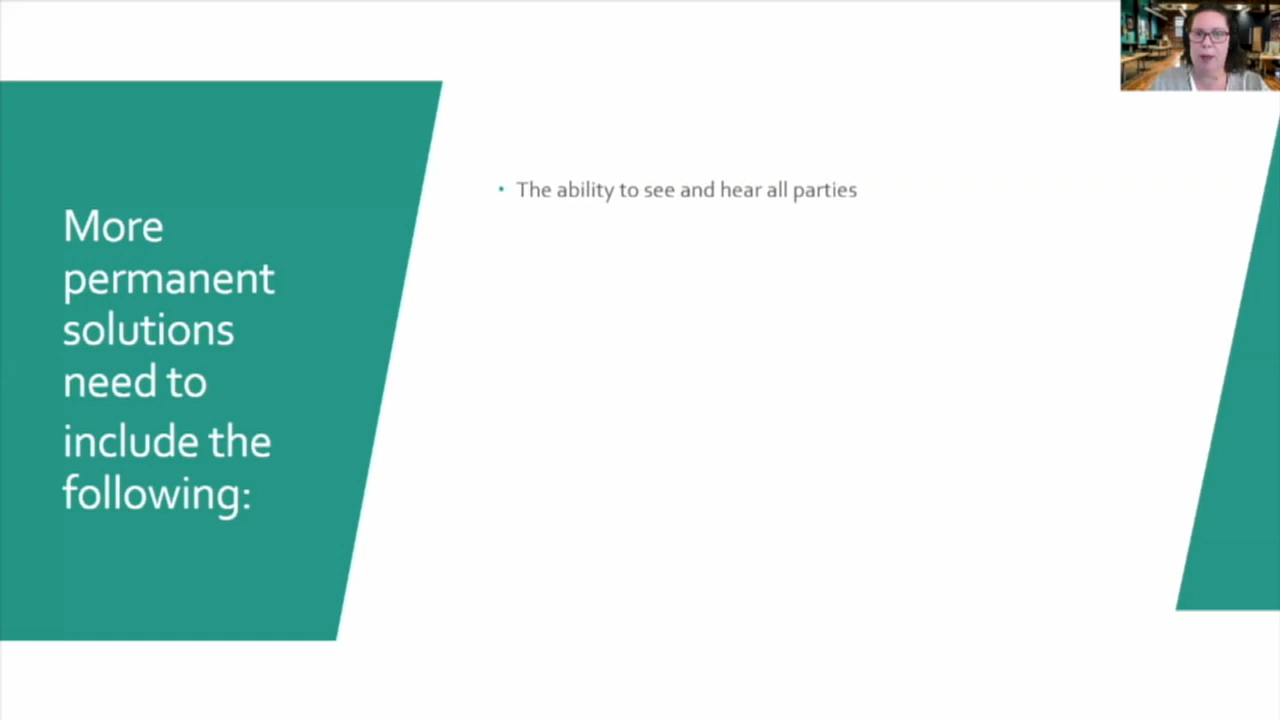 More
permanent
solutions
need to
include the
following:
• The ability to see and hear all parties